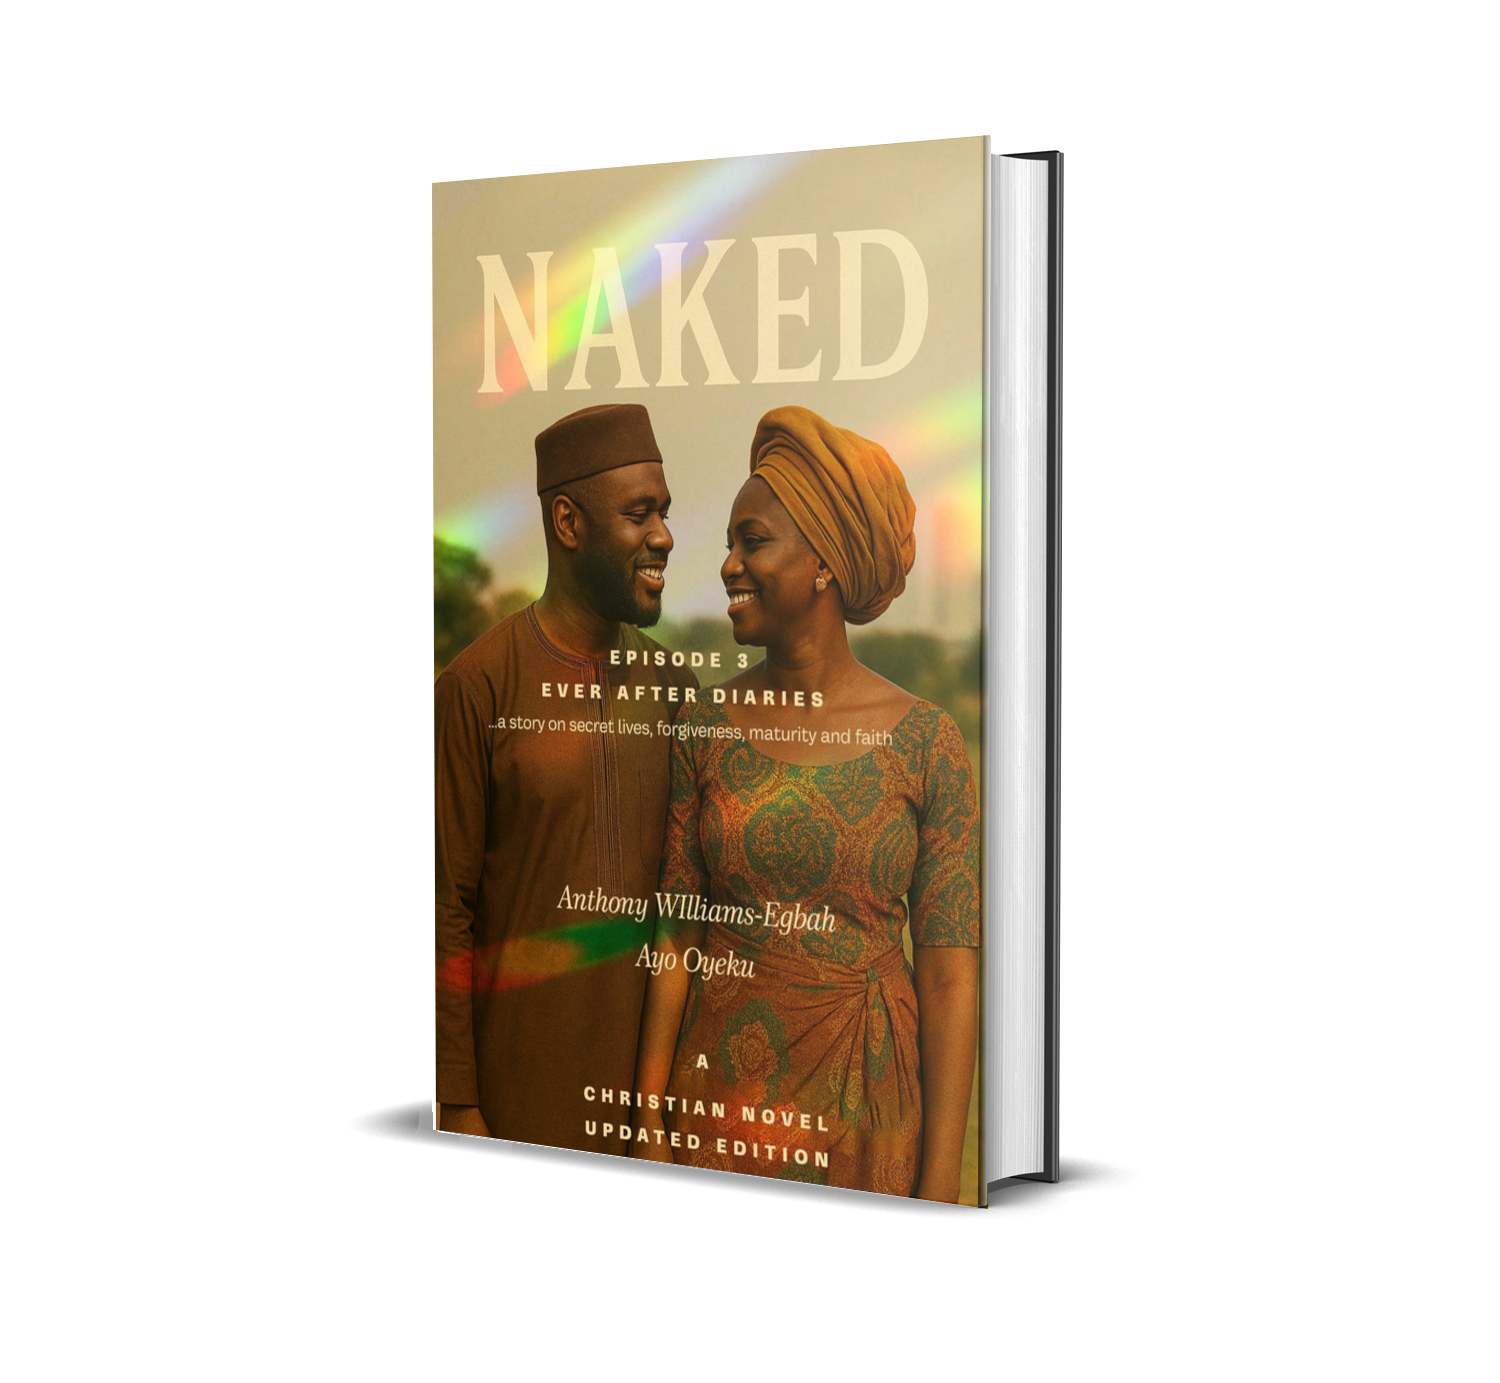 NAKED
EPISODE 3
EVER AFTER DIARIES
...a story on secret lives, forgiveness, maturity and faith
Anthony WIlliams-Egbah
Ayo Oyeku
A
CHRISTIAN NOVEL
UPDATED EDITION